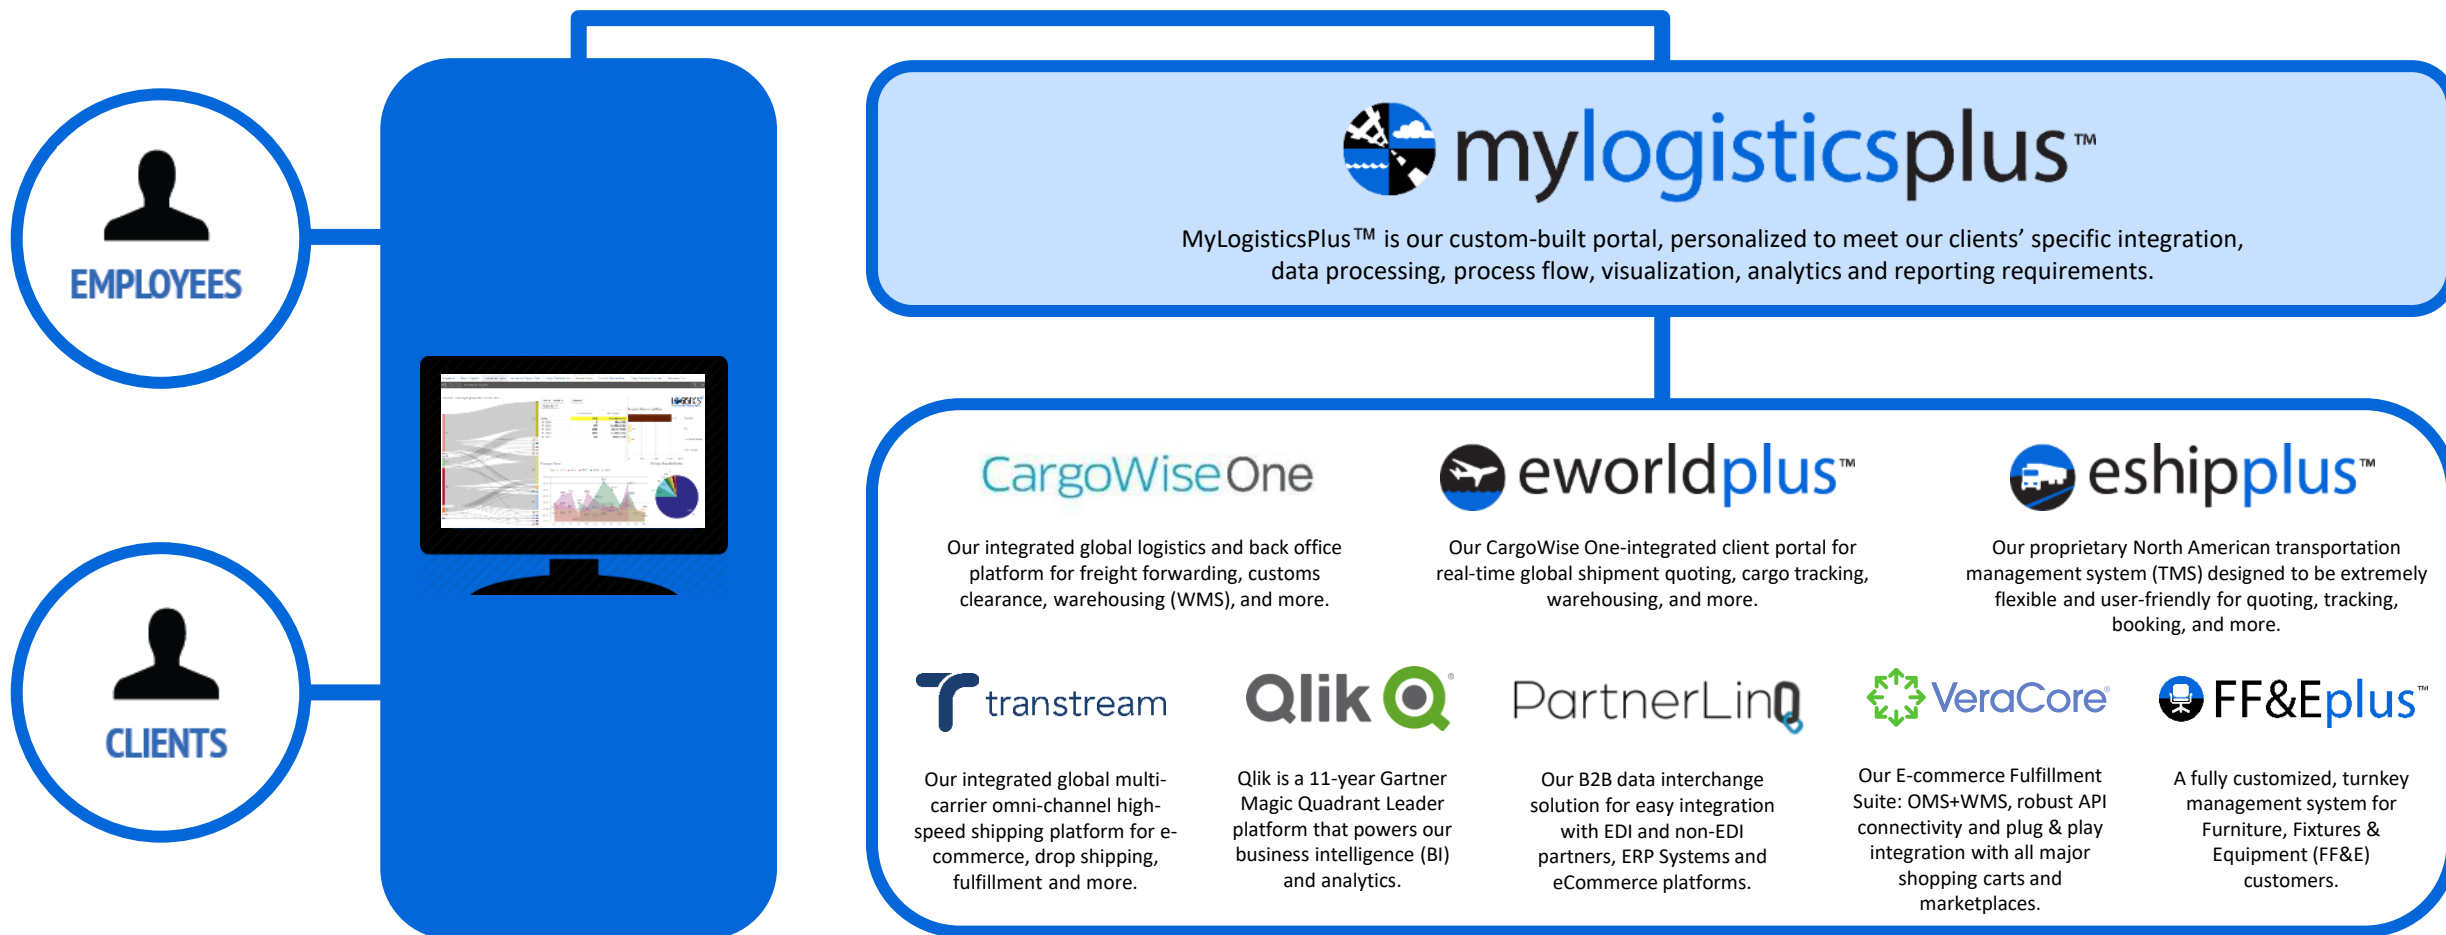 EMPLOYEES
CLIENTS
mylogisticsplus™
MyLogisticsPlus™ is our custom-built portal, personalized to meet our clients’ specific integration,
data processing, process flow, visualization, analytics and reporting requirements.
CargoWiseOne
Our integrated global logistics and back office
platform for freight forwarding, customs
clearance, warehousing (WMS), and more.
eworldplus™
Our CargoWise One-integrated client portal for
real-time global shipment quoting, cargo tracking,
warehousing, and more.
eshipplus™
Our proprietary North American transportation
management system (TMS) designed to be extremely
flexible and user-friendly for quoting, tracking,
booking, and more.
transtream
Our integrated global multi-
carrier omni-channel high-
speed shipping platform for e-
commerce, drop shipping,
fulfillment and more.
Qlik®
Qlik is a 11-year Gartner
Magic Quadrant Leader
platform that powers our
business intelligence (BI)
and analytics.
PartnerLinQ
Our B2B data interchange
solution for easy integration
with EDI and non-EDI
partners, ERP Systems and
eCommerce platforms.
VeraCore®
Our E-commerce Fulfillment
Suite: OMS+WMS, robust API
connectivity and plug & play
integration with all major
shopping carts and
marketplaces.
FF&Eplus™
A fully customized, turnkey
management system for
Furniture, Fixtures &
Equipment (FF&E)
customers.